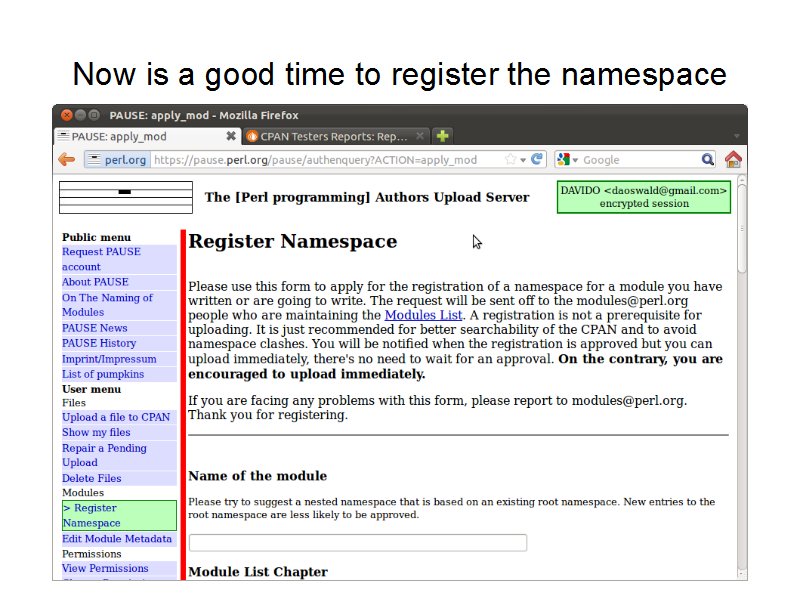 Now is a good time to register the namespace
PAUSE: apply_mod - Mozilla Firefox
PAUSE: apply_mod
CPAN Testers Reports: Rep...
perl.org
https://pause.perl.org/pause/authenquery?ACTION=apply_mod
Google
The [Perl programming] Authors Upload Server
DAVIDO <daoswald@gmail.com>
encrypted session
Public menu
Request PAUSE
account
About PAUSE
On The Naming of
Modules
PAUSE News
PAUSE History
Imprint/Impressum
List of pumpkins
User menu
Files
Upload a file to CPAN
Show my files
Repair a Pending
Upload
Delete Files
Modules
> Register
Namespace
Edit Module Metadata
Permissions
View Permissions
Register Namespace
Please use this form to apply for the registration of a namespace for a module you have
written or are going to write. The request will be sent off to the modules@perl.org
people who are maintaining the Modules List. A registration is not a prerequisite for
uploading. It is just recommended for better searchability of the CPAN and to avoid
namespace clashes. You will be notified when the registration is approved but you can
upload immediately, there's no need to wait for an approval. On the contrary, you are
encouraged to upload immediately.
If you are facing any problems with this form, please report to modules@perl.org.
Thank you for registering.
Name of the module
Please try to suggest a nested namespace that is based on an existing root namespace. New entries to the
root namespace are less likely to be approved.
Module List Chapter